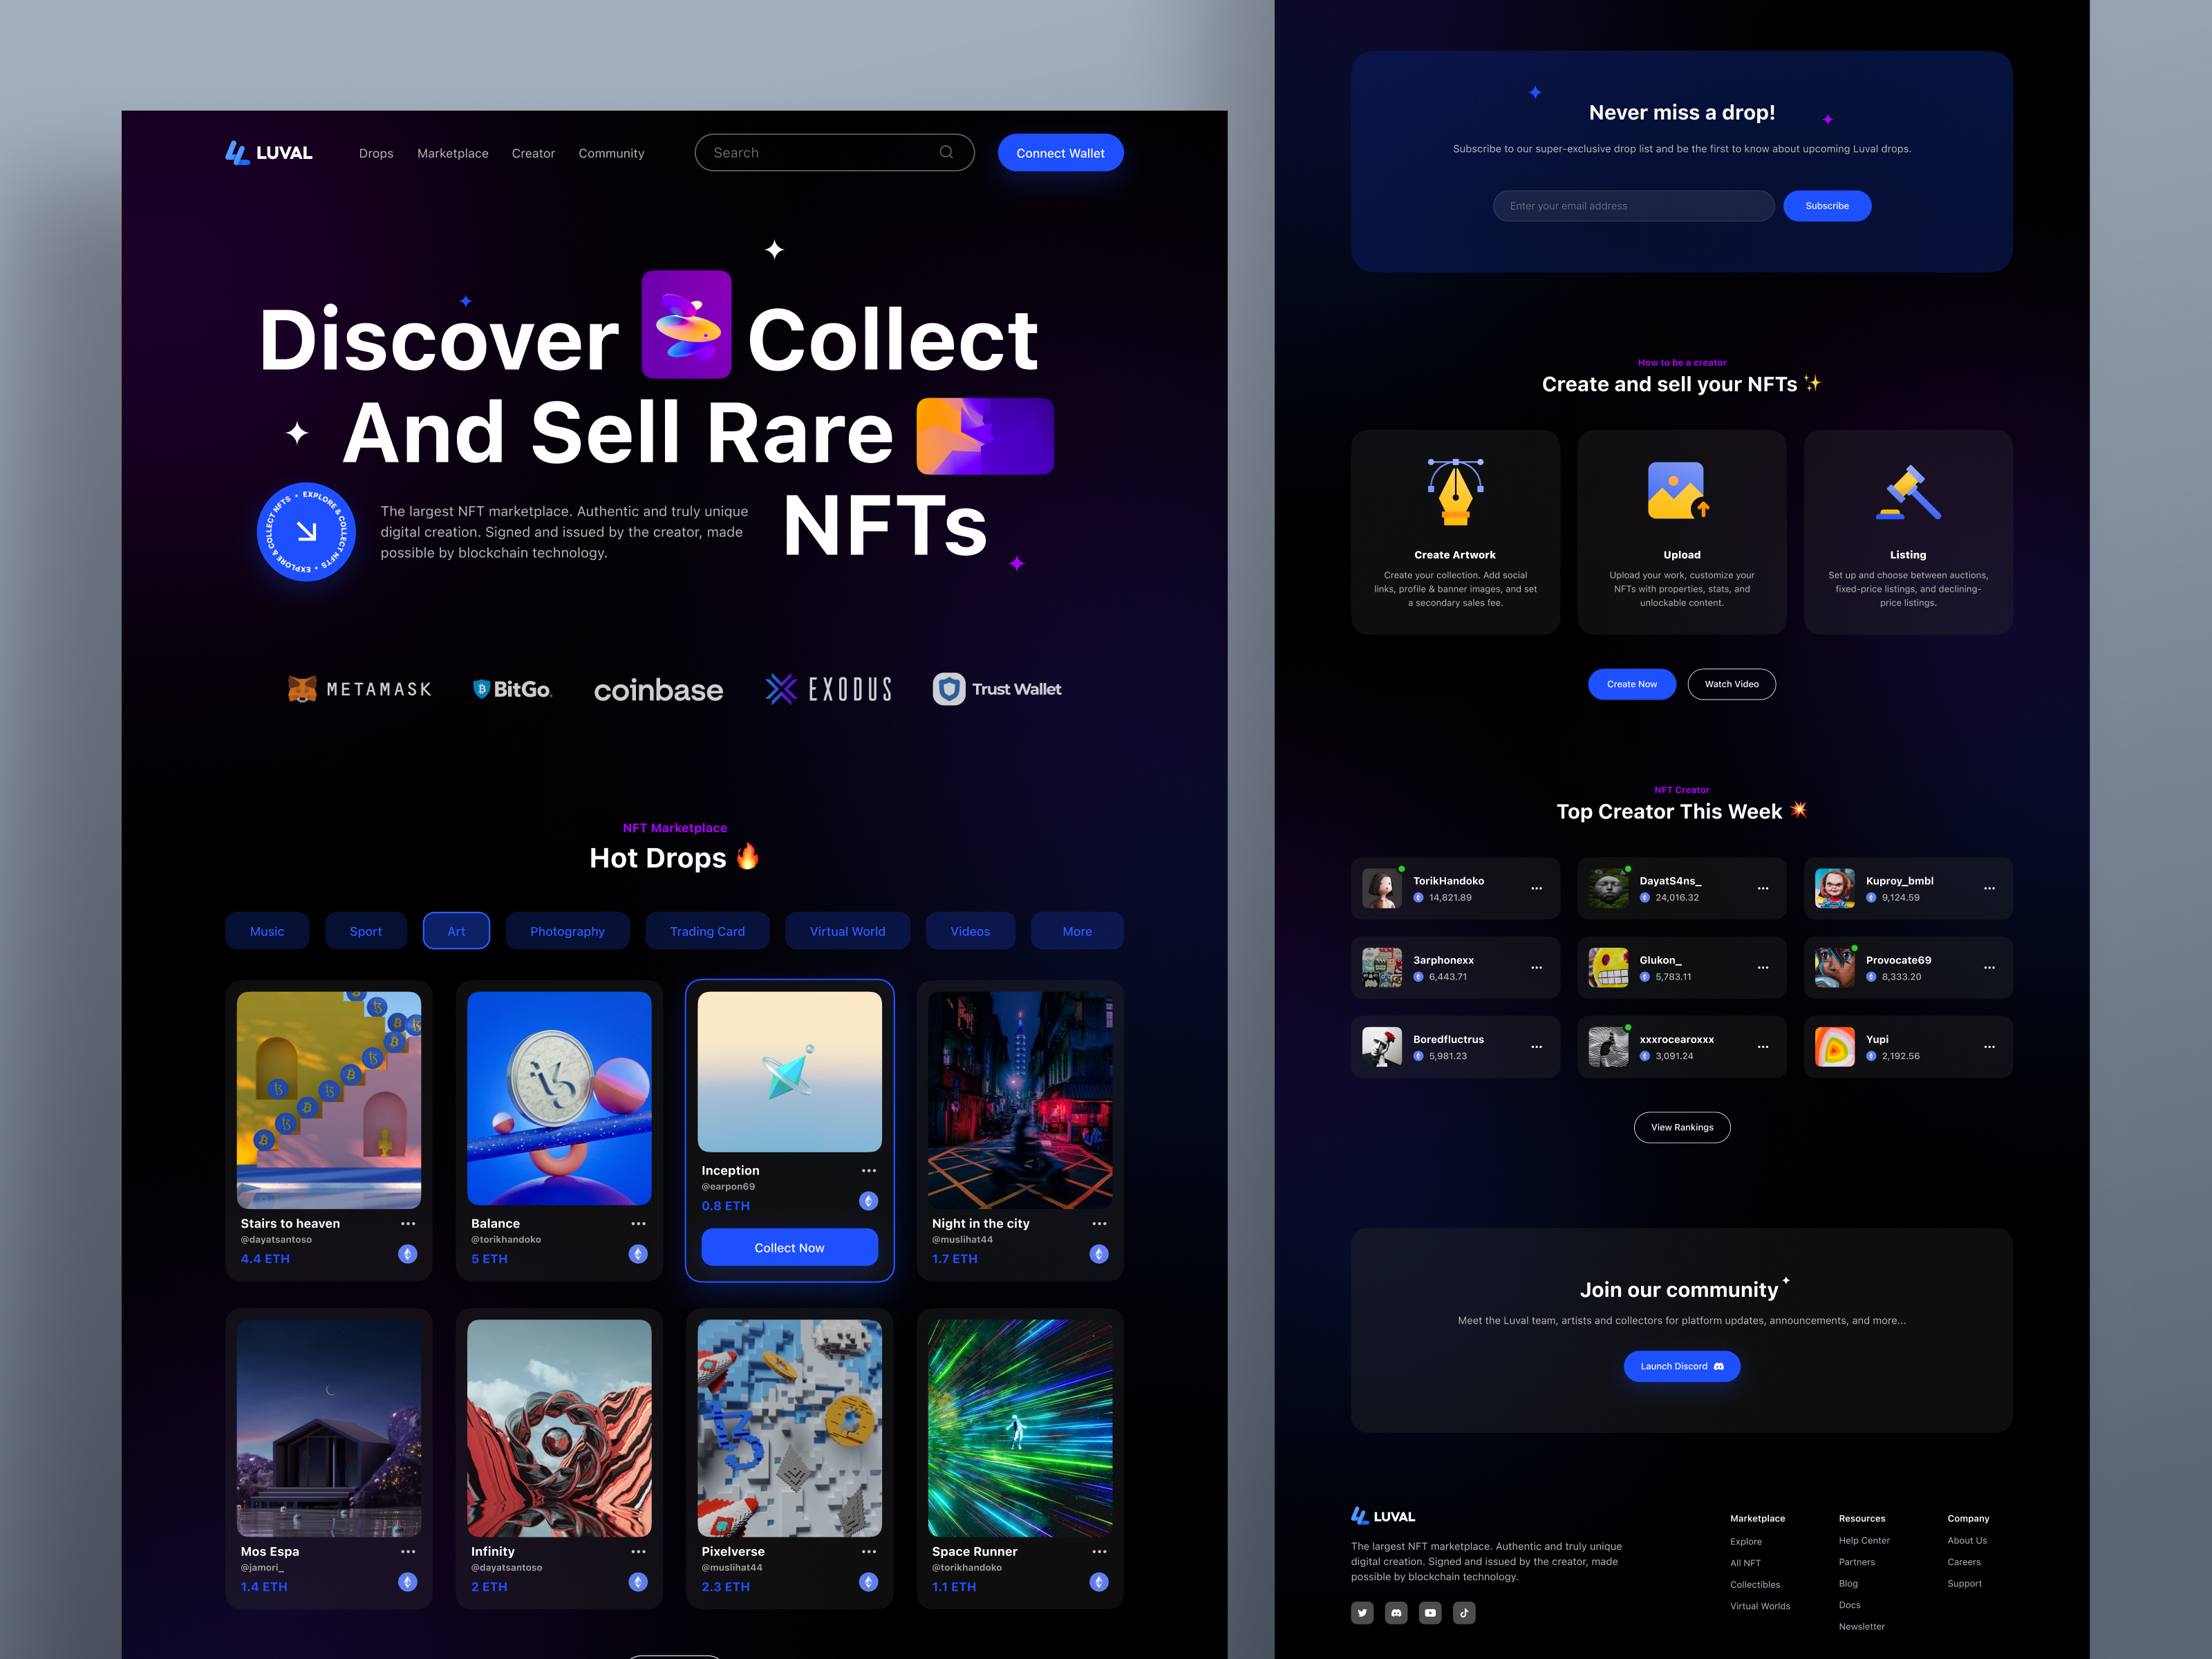 LUVAL
Drops
Marketplace
Creator
Community
Search
Connect Wallet
Discover Collect
And Sell Rare
NFTs
EXPLORE & COLLECT NFTS • EXPLORE & COLLECT NFTS •
The largest NFT marketplace. Authentic and truly unique
digital creation. Signed and issued by the creator, made
possible by blockchain technology.
METAMASK
BitGo
coinbase
EXODUS
Trust Wallet
NFT Marketplace
Hot Drops 🔥
Music
Sport
Art
Photography
Trading Card
Virtual World
Videos
More
Stairs to heaven
@dayatsantoso
4.4 ETH
Balance
@torikhandoko
5 ETH
Inception
@earpon69
0.8 ETH
Collect Now
Night in the city
@muslihat44
1.7 ETH
Mos Espa
@jamori_
1.4 ETH
Infinity
@dayatsantoso
2 ETH
Pixelverse
@muslihat44
2.3 ETH
Space Runner
@torikhandoko
1.1 ETH
Never miss a drop!
Subscribe to our super-exclusive drop list and be the first to know about upcoming Luval drops.
Enter your email address
Subscribe
How to be a creator
Create and sell your NFTs ✨
Create Artwork
Create your collection. Add social
links, profile & banner images, and set
a secondary sales fee.
Upload
Upload your work, customize your
NFTs with properties, stats, and
unlockable content.
Listing
Set up and choose between auctions,
fixed-price listings, and declining-
price listings.
Create Now
Watch Video
NFT Creator
Top Creator This Week 💥
TorikHandoko
14,821.89
DayatS4ns_
24,016.32
Kuproy_bmbl
9,124.59
3arphonexx
6,443.71
Glukon_
5,783.11
Provocate69
8,333.20
Boredfluctrus
5,981.23
xxxrocearoxxx
3,091.24
Yupi
2,192.56
View Rankings
Join our community
Meet the Luval team, artists and collectors for platform updates, announcements, and more...
Launch Discord
LUVAL
The largest NFT marketplace. Authentic and truly unique
digital creation. Signed and issued by the creator, made
possible by blockchain technology.
Marketplace
Explore
All NFT
Collectibles
Virtual Worlds
Resources
Help Center
Partners
Blog
Docs
Newsletter
Company
About Us
Careers
Support